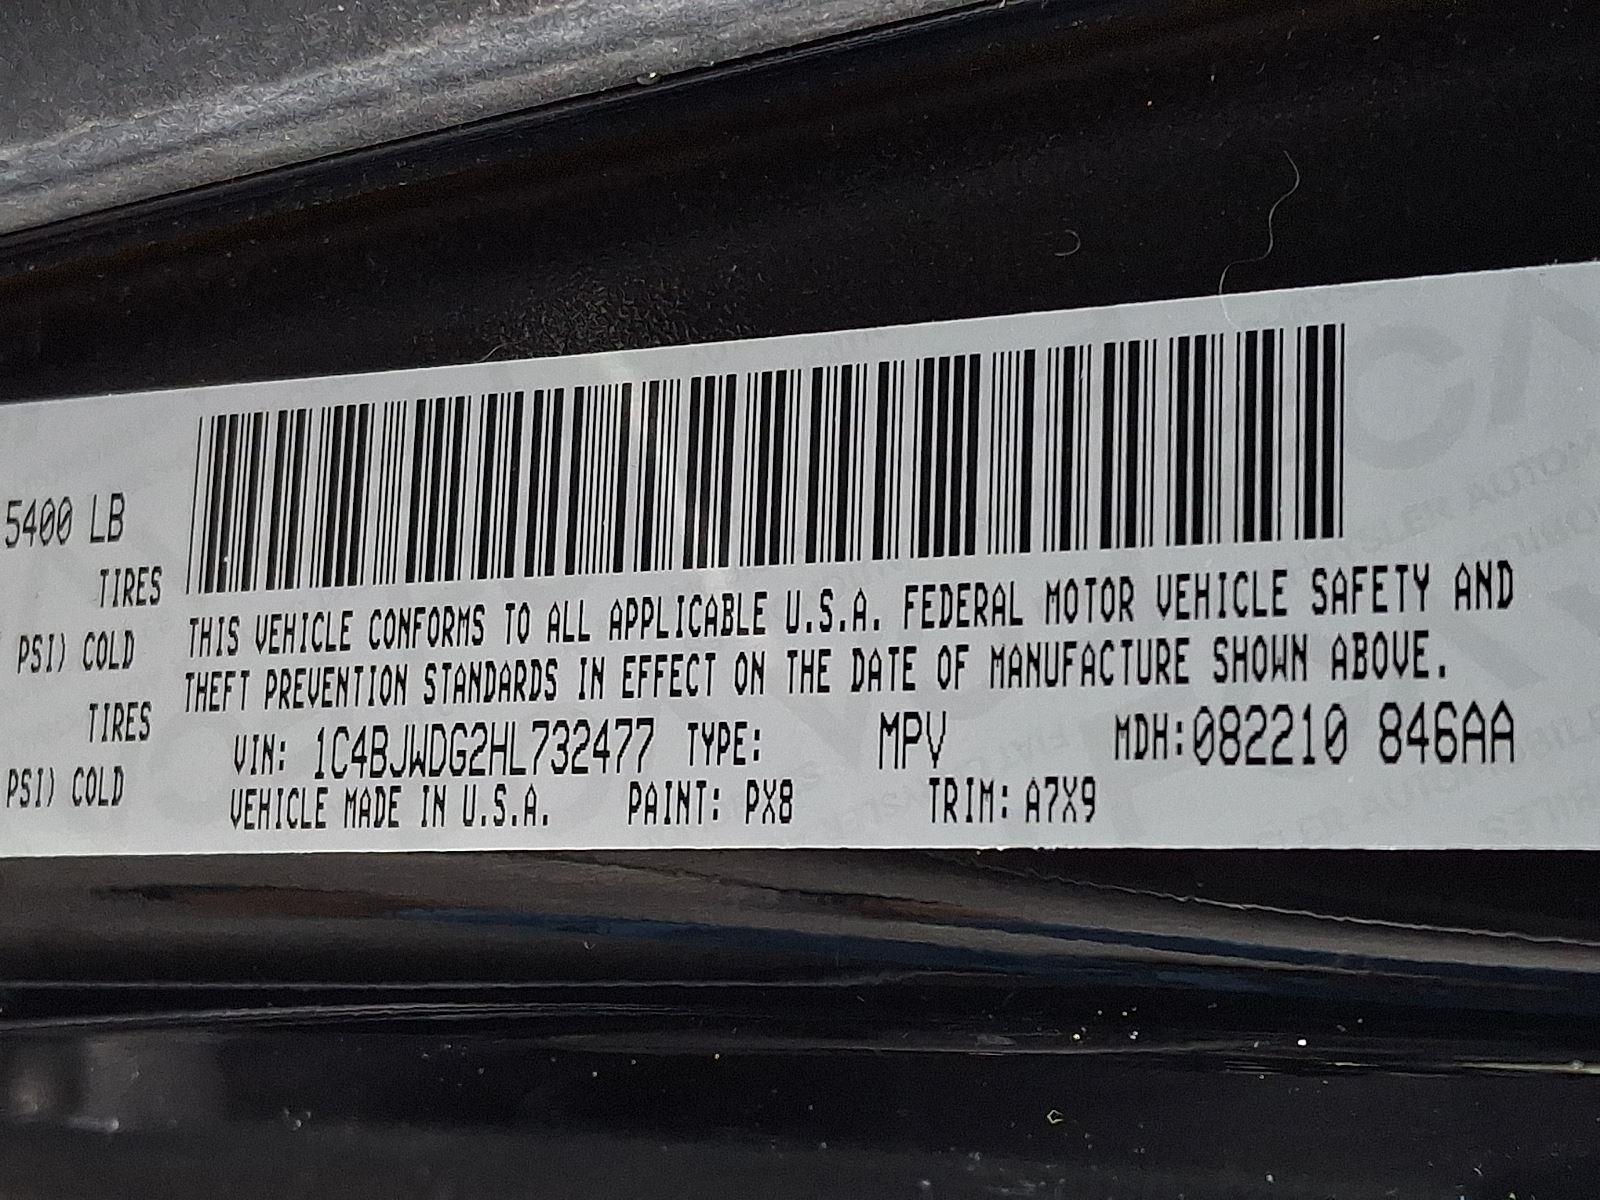 5400 LB
TIRES
PSI) COLD
TIRES
PSI) COLD
THIS VEHICLE CONFORMS TO ALL APPLICABLE U.S.A. FEDERAL MOTOR VEHICLE SAFETY AND
THEFT PREVENTION STANDARDS IN EFFECT ON THE DATE OF MANUFACTURE SHOWN ABOVE.
VIN: 1C4BJWDG2HL732477 TYPE: MPV MDH:082210 846AA
VEHICLE MADE IN U.S.A. PAINT: PX8 TRIM: A7X9